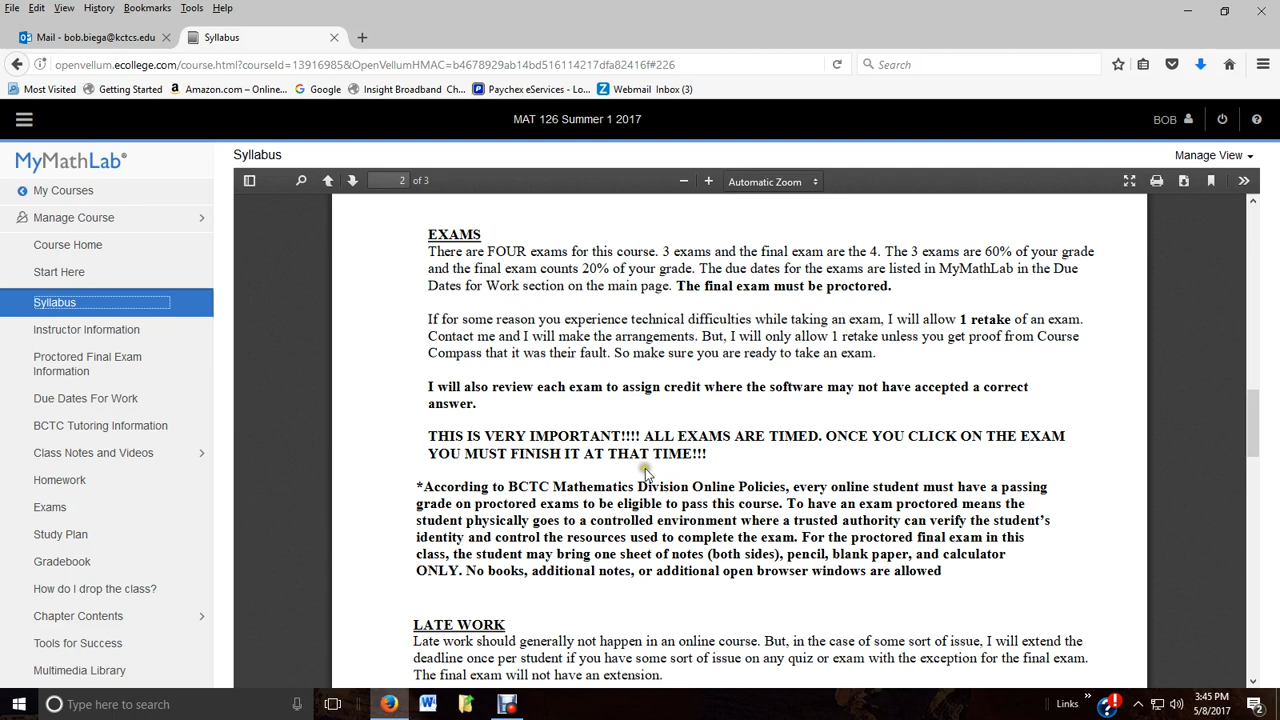 File Edit View History Bookmarks Tools Help
Mail - bob.biega@kctcs.edu
Syllabus
openvellum.ecollege.com/course.html?courseId=13916985&OpenVellumHMAC=b4678929ab14bd516114217dfa82416f#226
Search
Most Visited Getting Started Amazon.com – Online... Google Insight Broadband Ch... Paychex eServices - Lo... Webmail Inbox (3)
MAT 126 Summer 1 2017
BOB
MyMathLab®
My Courses
Manage Course
Course Home
Start Here
Syllabus
Instructor Information
Proctored Final Exam
Information
Due Dates For Work
BCTC Tutoring Information
Class Notes and Videos
Homework
Exams
Study Plan
Gradebook
How do I drop the class?
Chapter Contents
Tools for Success
Multimedia Library
Syllabus
Manage View
2 of 3
Automatic Zoom
EXAMS
There are FOUR exams for this course. 3 exams and the final exam are the 4. The 3 exams are 60% of your grade
and the final exam counts 20% of your grade. The due dates for the exams are listed in MyMathLab in the Due
Dates for Work section on the main page. The final exam must be proctored.
If for some reason you experience technical difficulties while taking an exam, I will allow 1 retake of an exam.
Contact me and I will make the arrangements. But, I will only allow 1 retake unless you get proof from Course
Compass that it was their fault. So make sure you are ready to take an exam.
I will also review each exam to assign credit where the software may not have accepted a correct
answer.
THIS IS VERY IMPORTANT!!!! ALL EXAMS ARE TIMED. ONCE YOU CLICK ON THE EXAM
YOU MUST FINISH IT AT THAT TIME!!!
*According to BCTC Mathematics Division Online Policies, every online student must have a passing
grade on proctored exams to be eligible to pass this course. To have an exam proctored means the
student physically goes to a controlled environment where a trusted authority can verify the student's
identity and control the resources used to complete the exam. For the proctored final exam in this
class, the student may bring one sheet of notes (both sides), pencil, blank paper, and calculator
ONLY. No books, additional notes, or additional open browser windows are allowed
LATE WORK
Late work should generally not happen in an online course. But, in the case of some sort of issue, I will extend the
deadline once per student if you have some sort of issue on any quiz or exam with the exception for the final exam.
The final exam will not have an extension.
Type here to search
Links
3:45 PM
5/8/2017
2